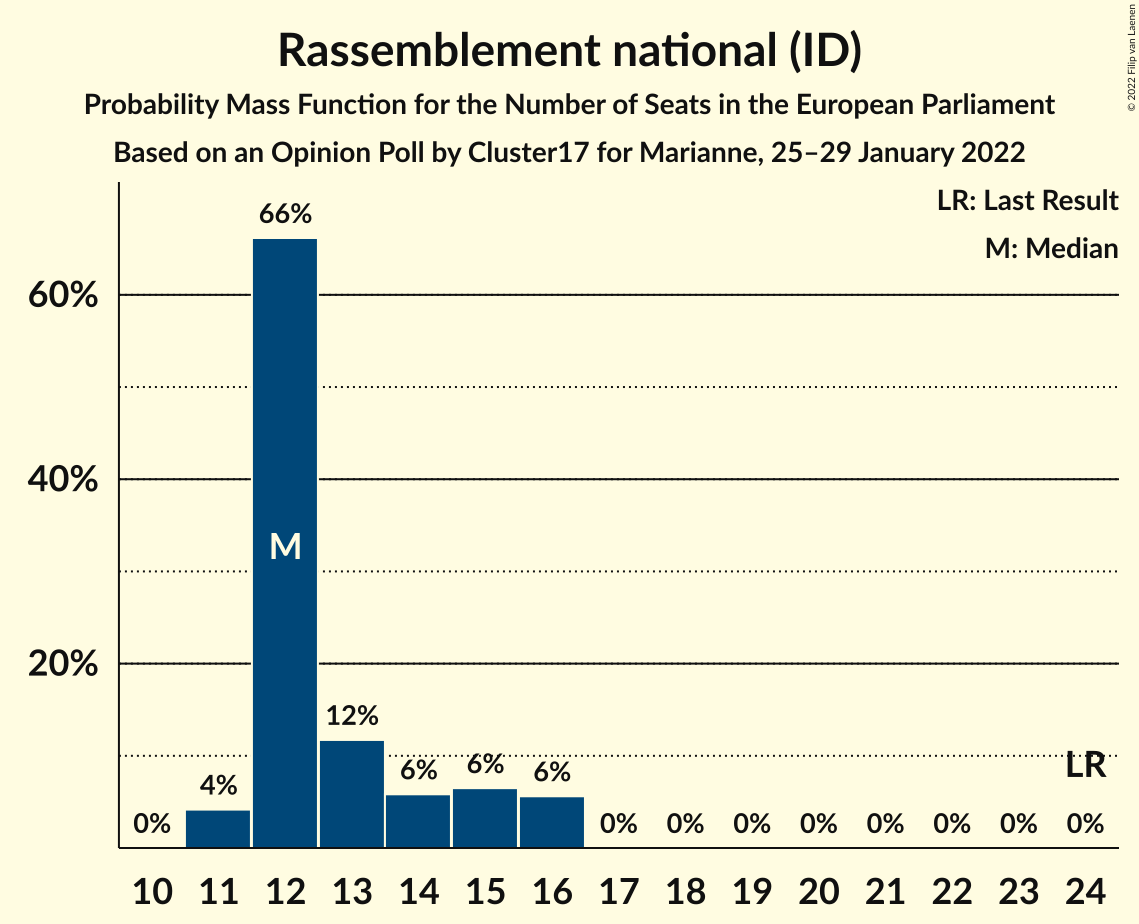 Rassemblement national (ID)
Probability Mass Function for the Number of Seats in the European Parliament
Based on an Opinion Poll by Cluster17 for Marianne, 25–29 January 2022
© 2022 Filip van Laenen
LR: Last Result
M: Median
60%
40%
20%
0%
4%
66%
M
12%
6%
6%
6%
0%
0%
0%
0%
0%
0%
0%
0%
LR
10 11 12 13 14 15 16 17 18 19 20 21 22 23 24